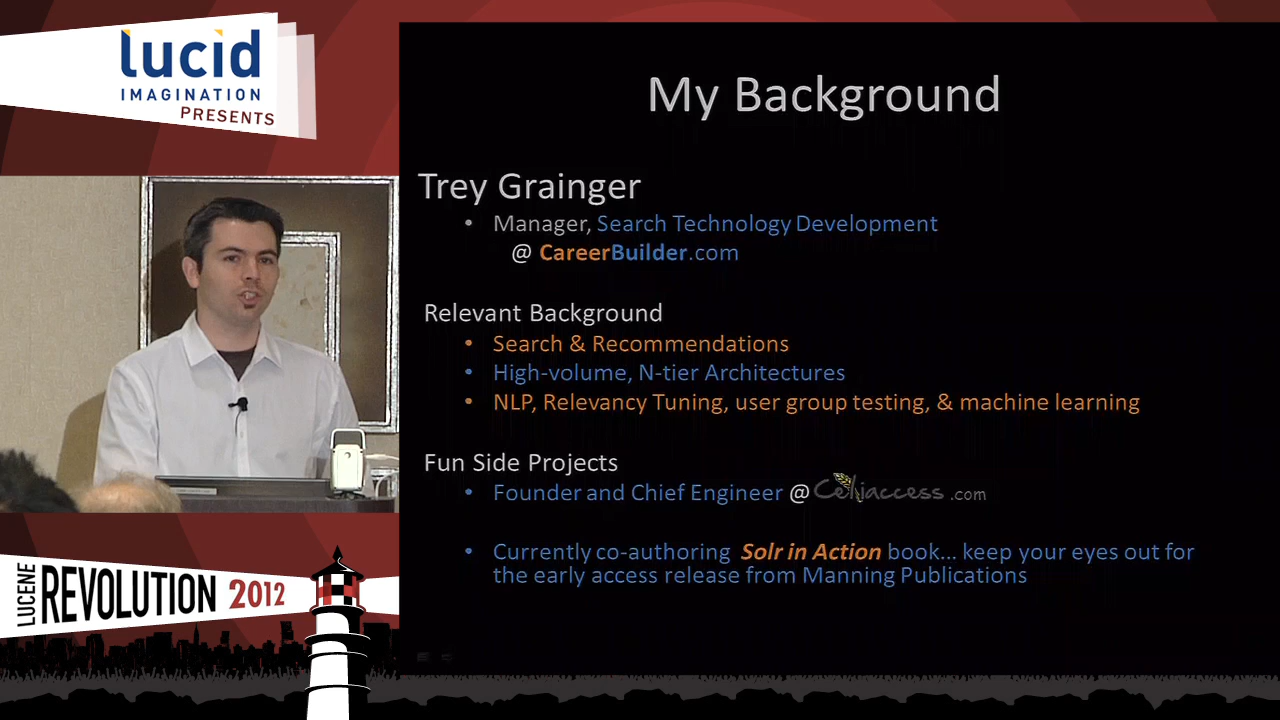 lucid
IMAGINATION
PRESENTS
My Background
Trey Grainger
• Manager, Search Technology Development
@ CareerBuilder.com
Relevant Background
• Search & Recommendations
• High-volume, N-tier Architectures
• NLP, Relevancy Tuning, user group testing, & machine learning
Fun Side Projects
• Founder and Chief Engineer @ Celiaccess .com
• Currently co-authoring Solr in Action book... keep your eyes out for
the early access release from Manning Publications
LUCENE
REVOLUTION 2012